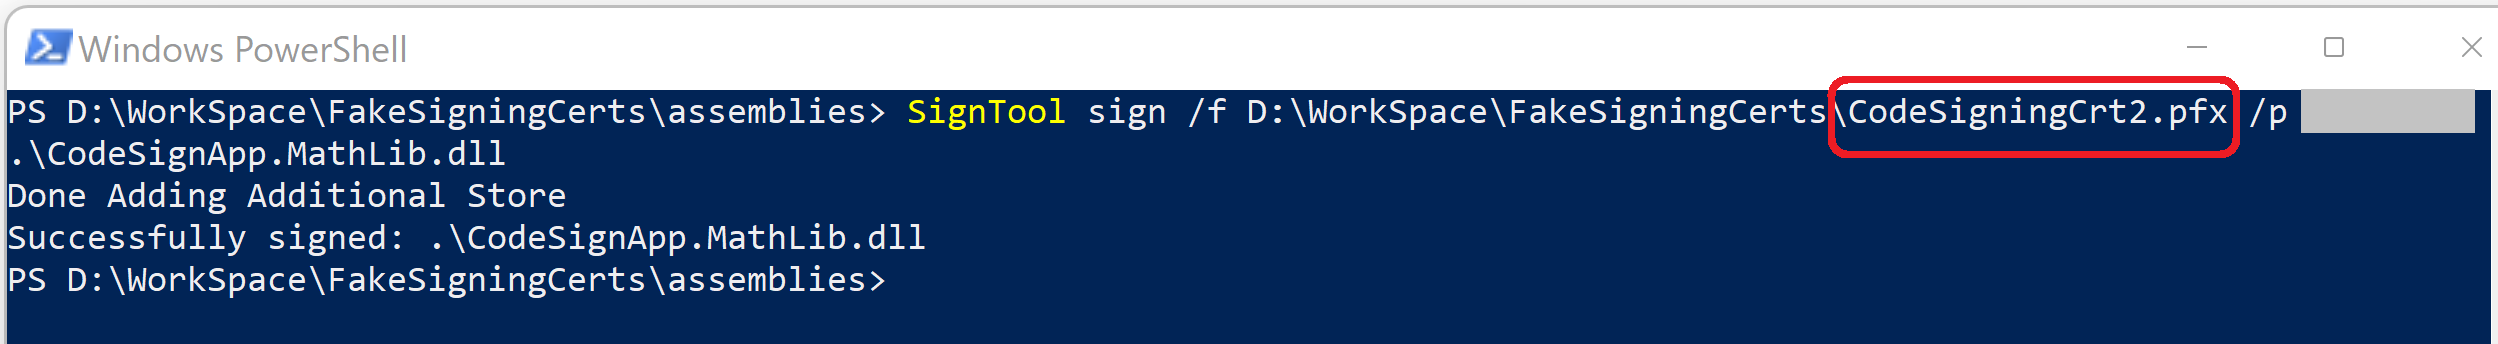 Windows PowerShell
PS D:\WorkSpace\FakeSigningCerts\assemblies> SignTool sign /f D:\WorkSpace\FakeSigningCerts\CodeSigningCrt2.pfx /p
.\CodeSignApp.MathLib.dll
Done Adding Additional Store
Successfully signed: .\CodeSignApp.MathLib.dll
PS D:\WorkSpace\FakeSigningCerts\assemblies>